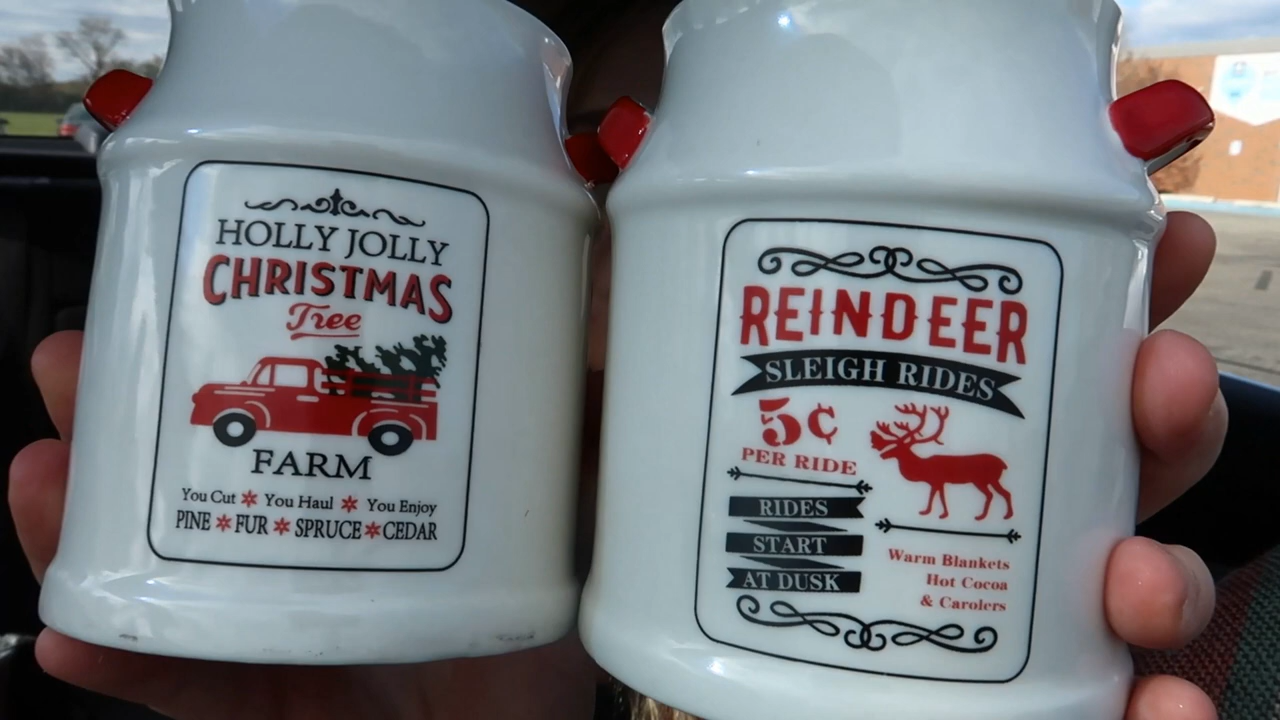 HOLLY JOLLY
CHRISTMAS
Tree
FARM
You Cut * You Haul * You Enjoy
PINE * FUR * SPRUCE * CEDAR
REINDEER
SLEIGH RIDES
5¢
PER RIDE
RIDES
START
AT DUSK
Warm Blankets
Hot Cocoa
& Carolers